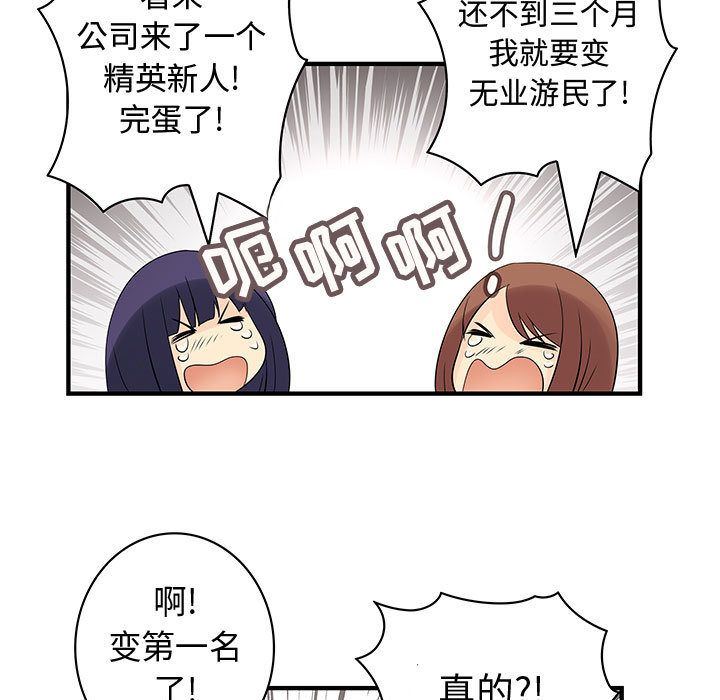 看来
公司来了一个
精英新人!
完蛋了!
还不到三个月
我就要变
无业游民了!
呃啊啊!
啊!
变第一名
了!
真的?!